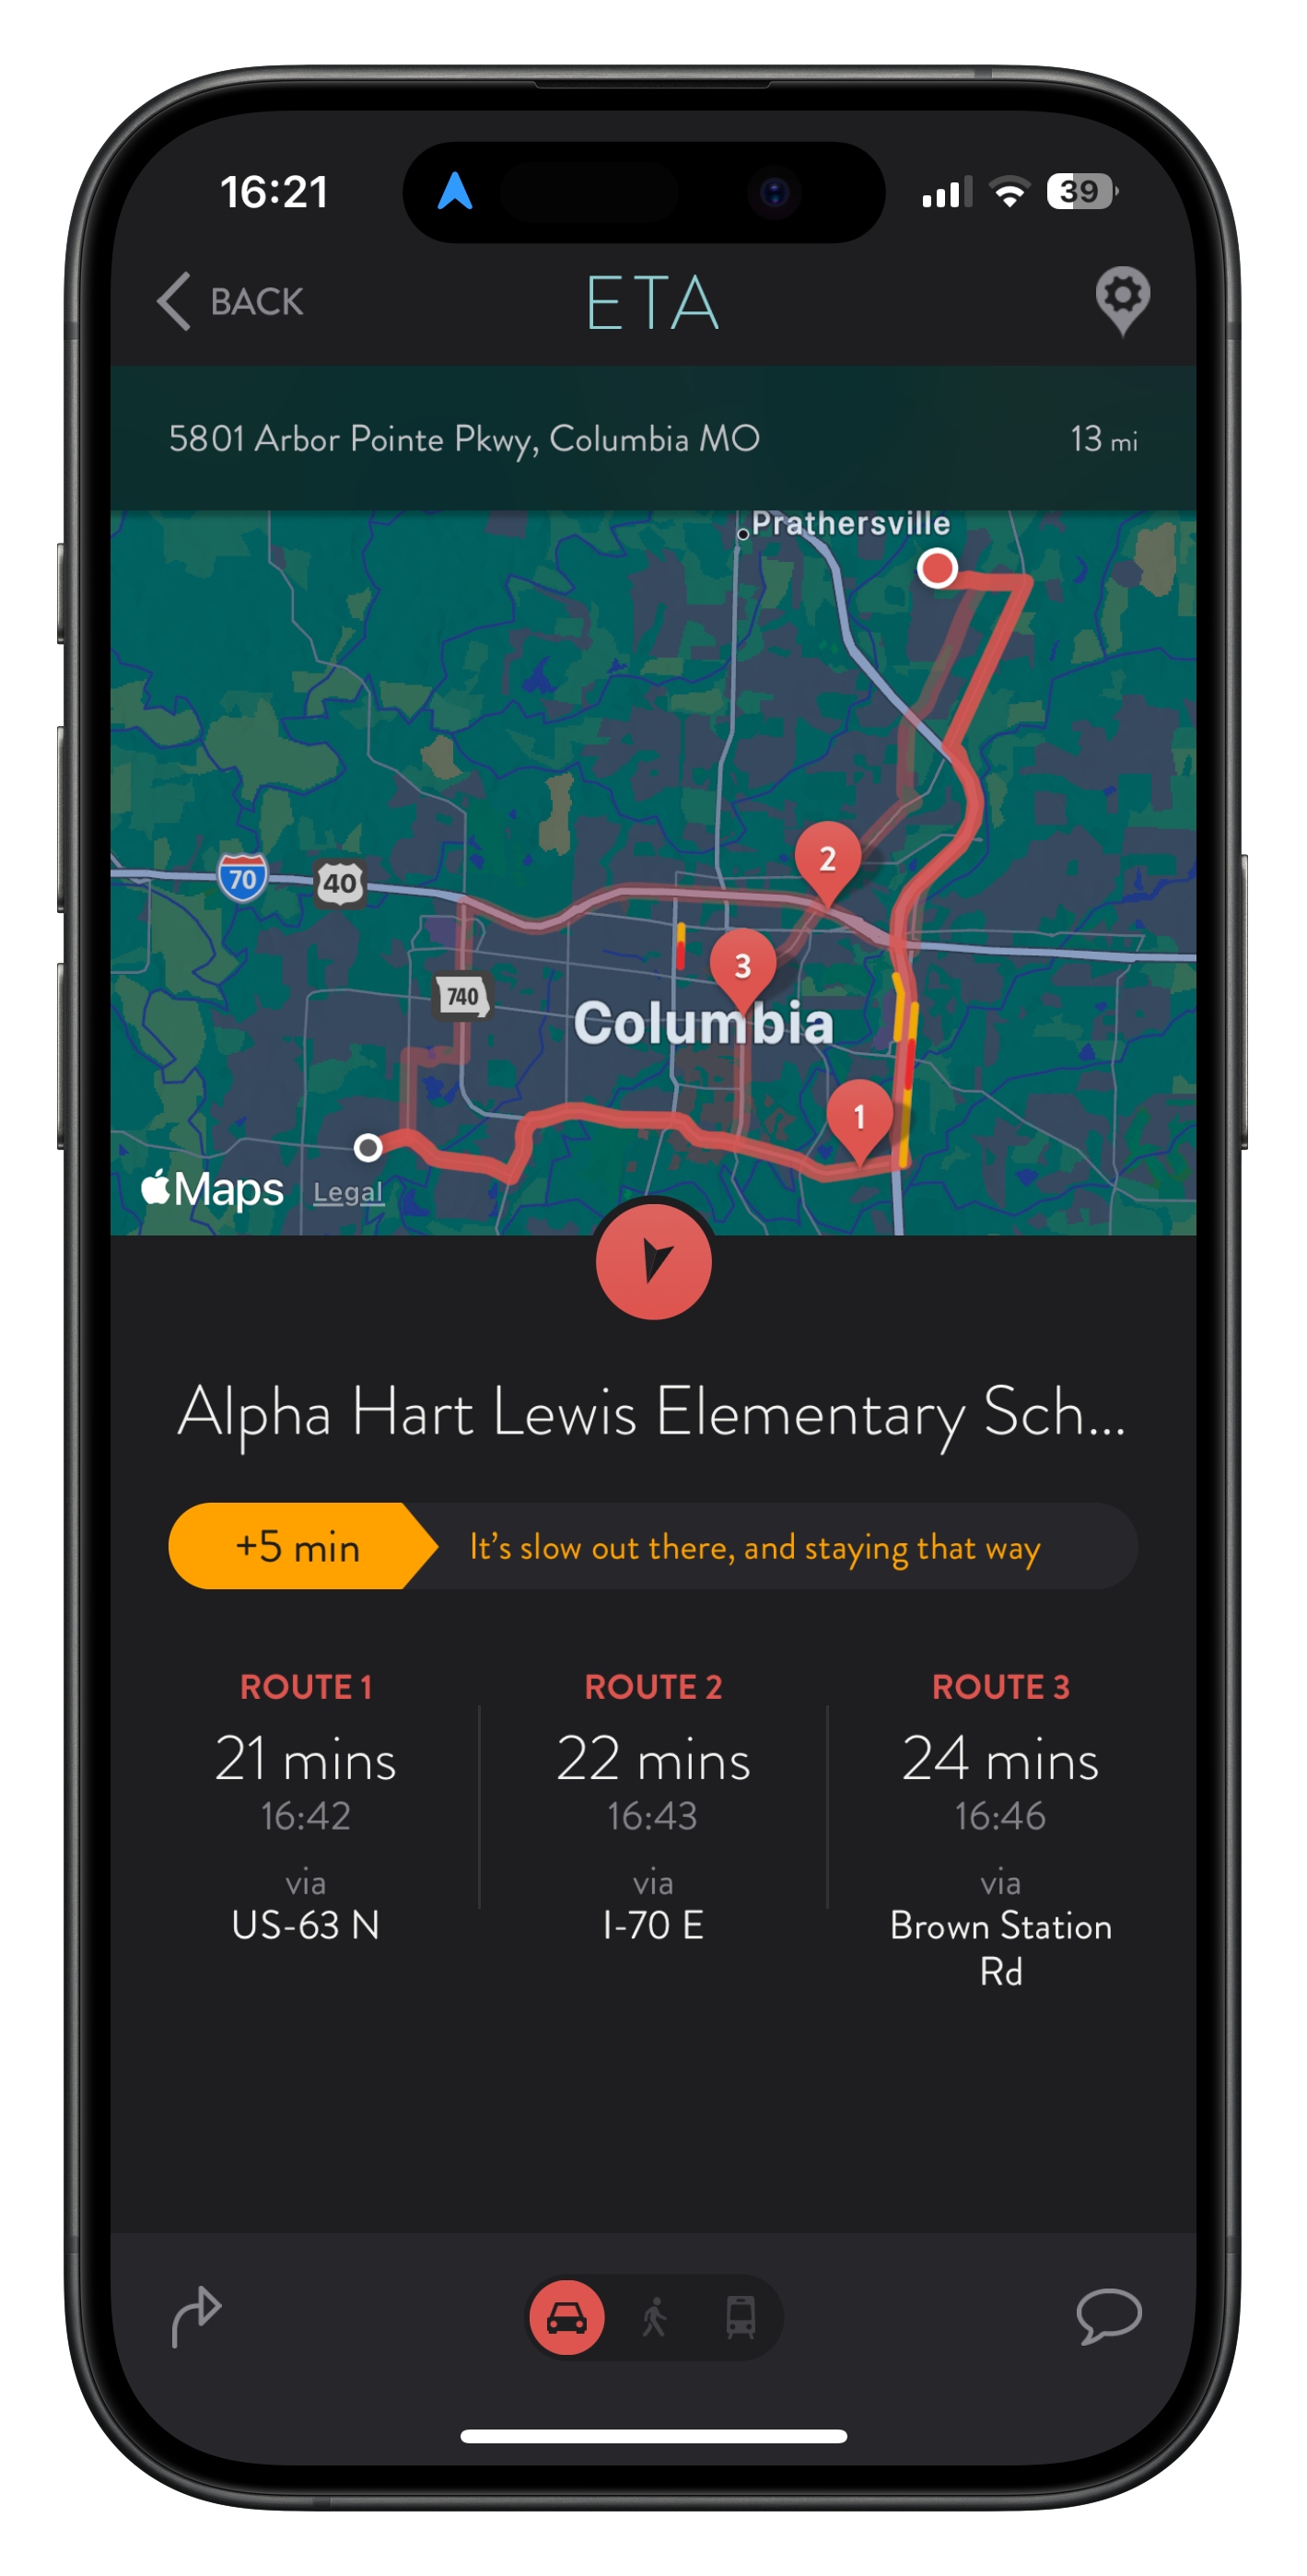 16:21
39
BACK
ETA
5801 Arbor Pointe Pkwy, Columbia MO
13 mi
Prathersville
2
70
40
3
740
Columbia
1
Maps
Legal
Alpha Hart Lewis Elementary Sch...
+5 min
It's slow out there, and staying that way
ROUTE 1
21 mins
16:42
via
US-63 N
ROUTE 2
22 mins
16:43
via
I-70 E
ROUTE 3
24 mins
16:46
via
Brown Station
Rd